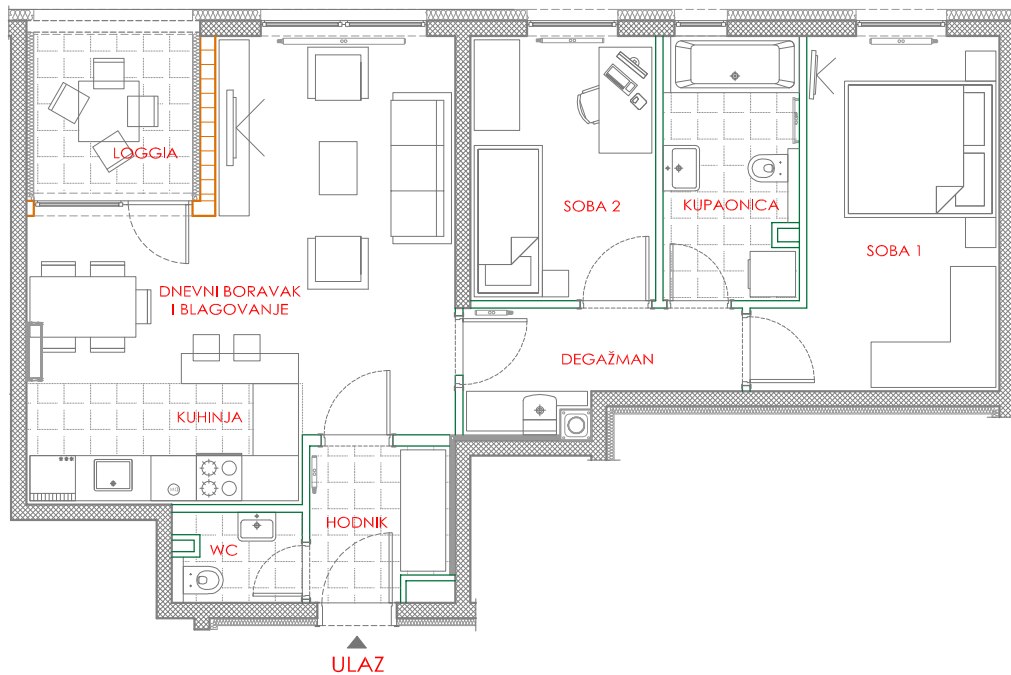 LOGGIA
SOBA 2
KUPAONICA
SOBA 1
DNEVNI BORAVAK
I BLAGOVANJE
DEGAŽMAN
KUHINJA
HODNIK
WC
ULAZ